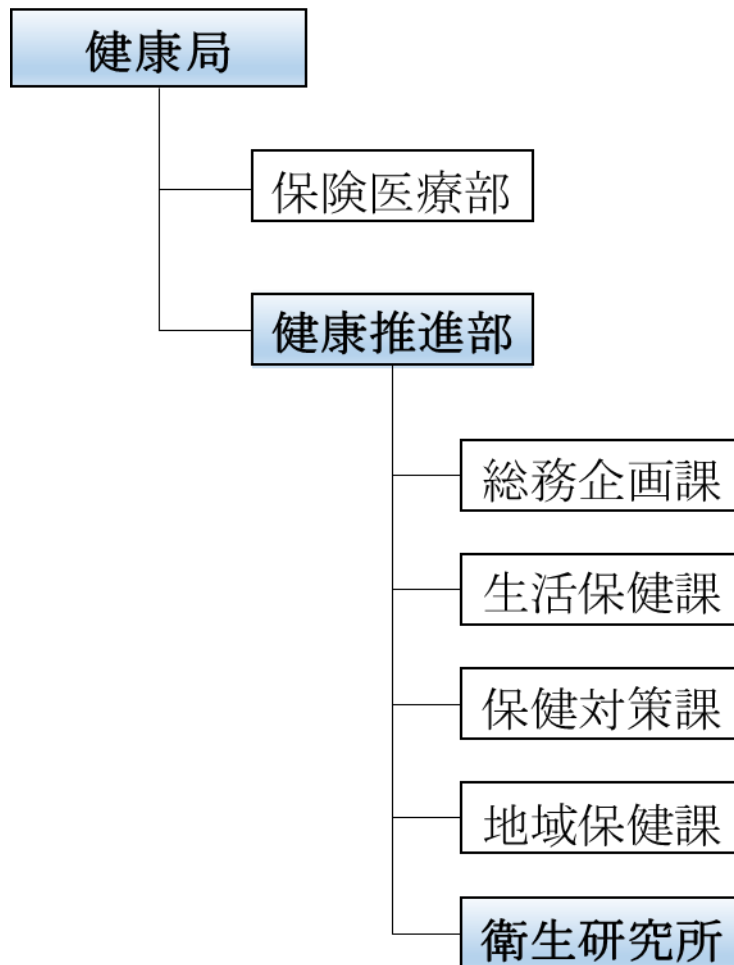 健康局
保険医療部
健康推進部
総務企画課
生活保健課
保健対策課
地域保健課
衛生研究所